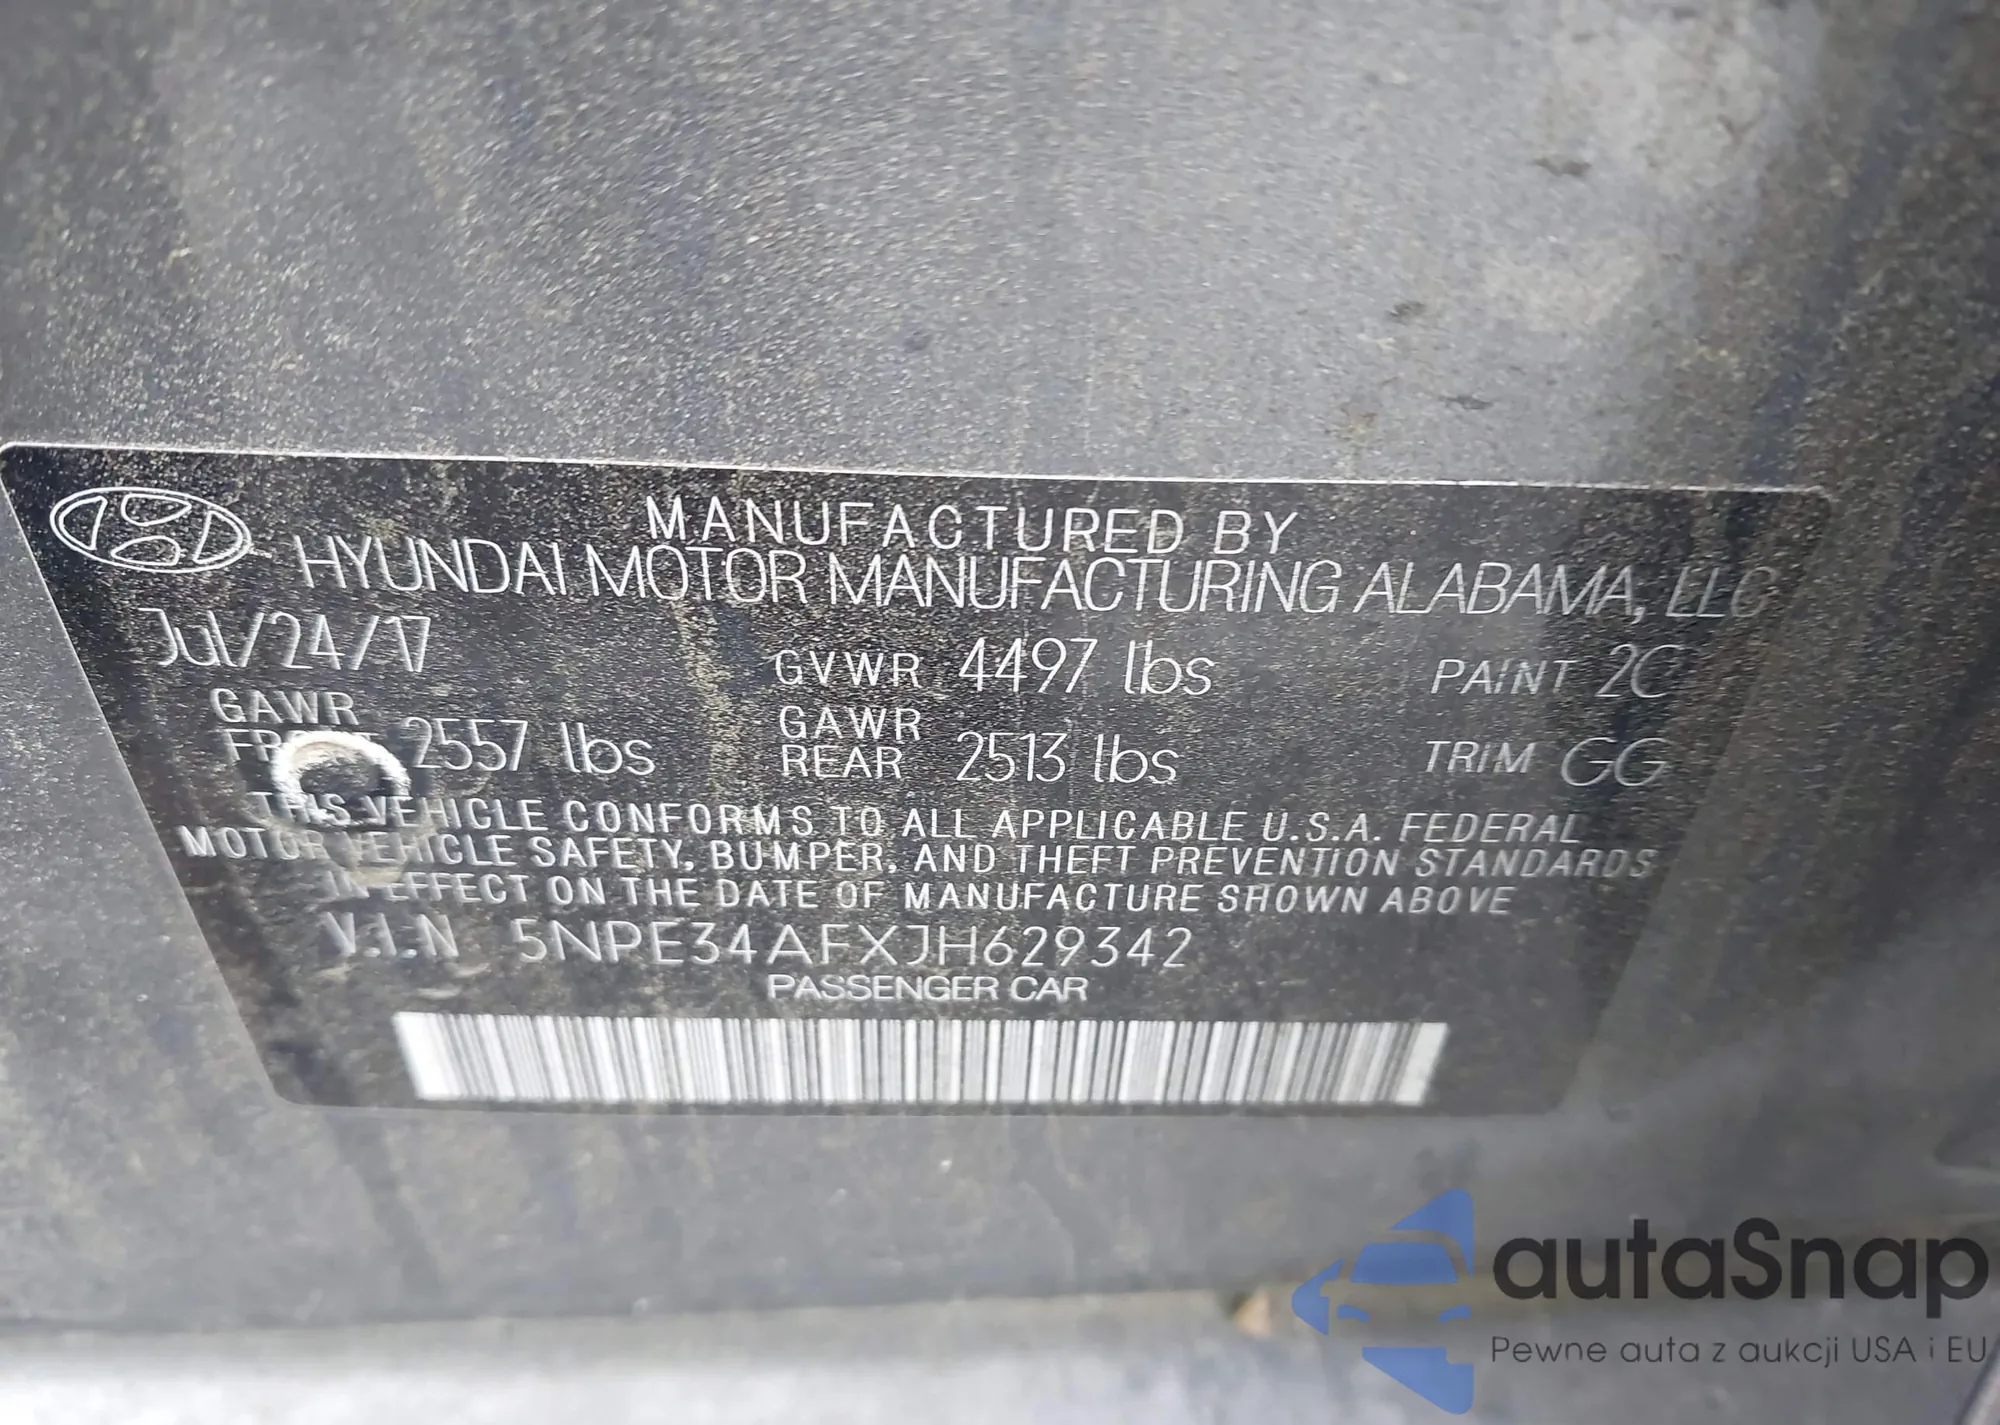 MANUFACTURED BY
HYUNDAI MOTOR MANUFACTURING ALABAMA, LLC
Jul/24/17 GVWR 4497 lbs PAINT 2C
GAWR FRONT 2557 lbs GAWR REAR 2513 lbs TRIM GG
THIS VEHICLE CONFORMS TO ALL APPLICABLE U.S.A. FEDERAL
MOTOR VEHICLE SAFETY, BUMPER, AND THEFT PREVENTION STANDARDS
IN EFFECT ON THE DATE OF MANUFACTURE SHOWN ABOVE
V.I.N 5NPE34AFXJH629342
PASSENGER CAR
autaSnap
Pewne auta z aukcji USA i EU